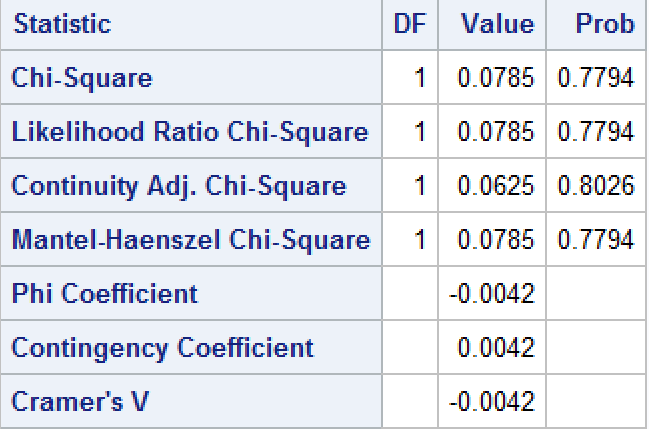 Statistic DF Value Prob
Chi-Square 1 0.0785 0.7794
Likelihood Ratio Chi-Square 1 0.0785 0.7794
Continuity Adj. Chi-Square 1 0.0625 0.8026
Mantel-Haenszel Chi-Square 1 0.0785 0.7794
Phi Coefficient -0.0042
Contingency Coefficient 0.0042
Cramer's V -0.0042